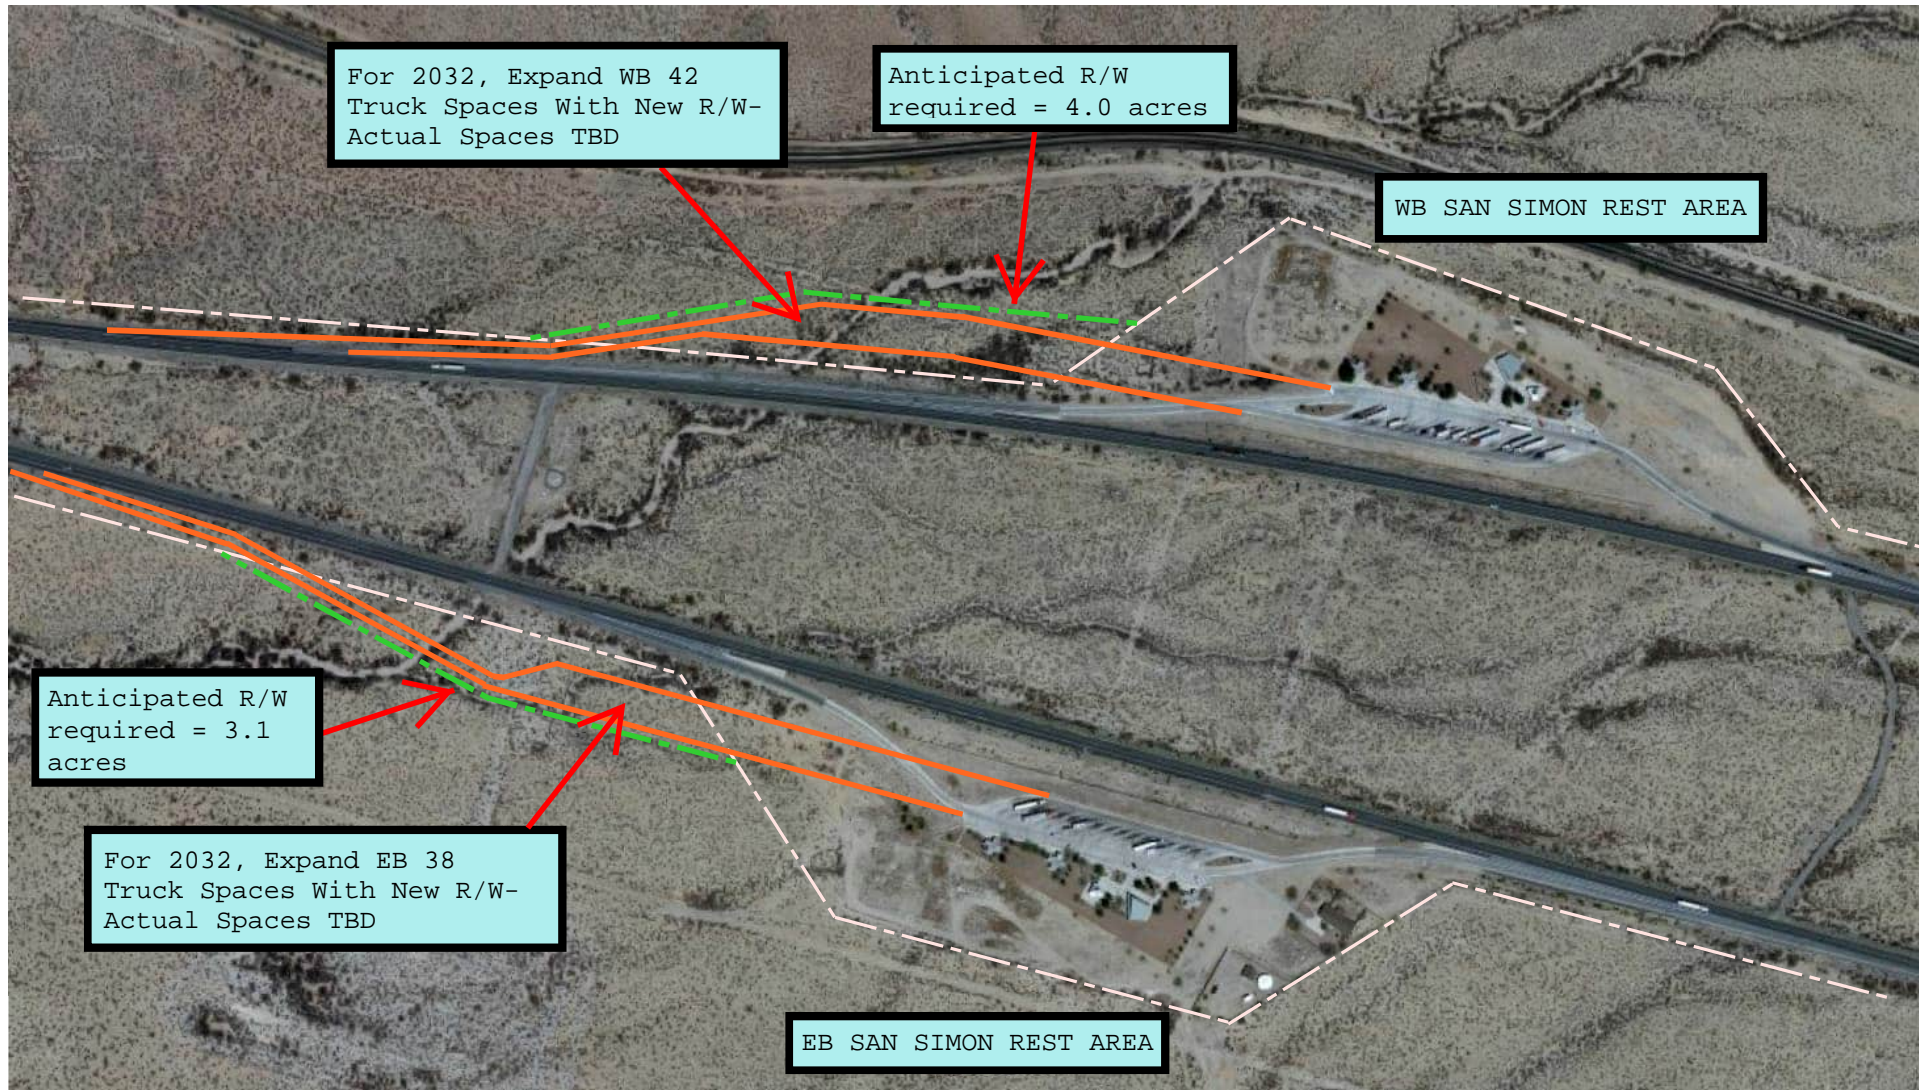 For 2032, Expand WB 42
Truck Spaces With New R/W-
Actual Spaces TBD
Anticipated R/W
required = 4.0 acres
WB SAN SIMON REST AREA
Anticipated R/W
required = 3.1
acres
For 2032, Expand EB 38
Truck Spaces With New R/W-
Actual Spaces TBD
EB SAN SIMON REST AREA